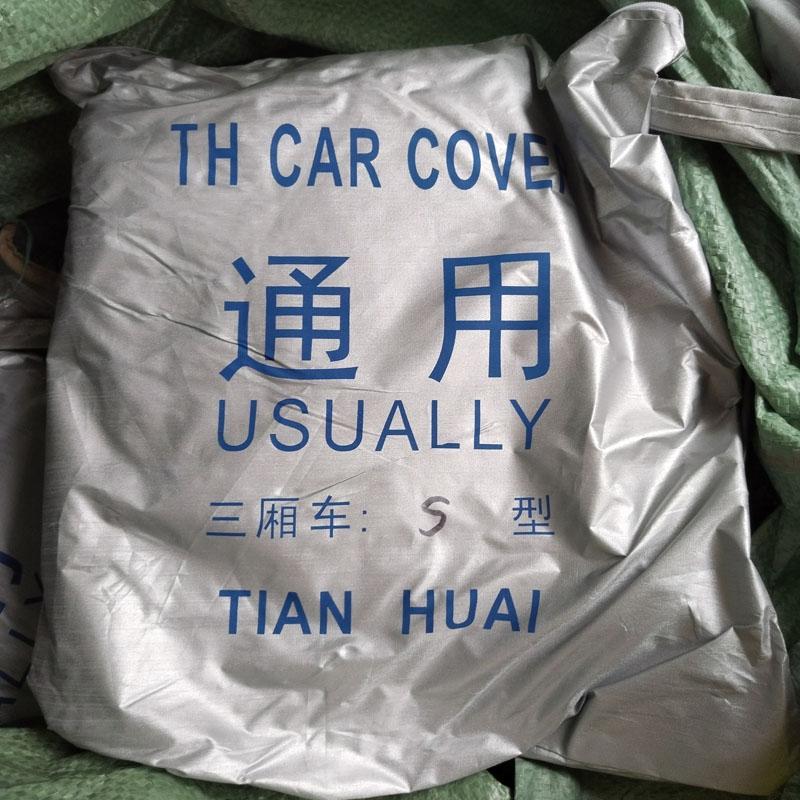 TH CAR COVE
通用
USUALLY
三厢车: S 型
TIAN HUAI